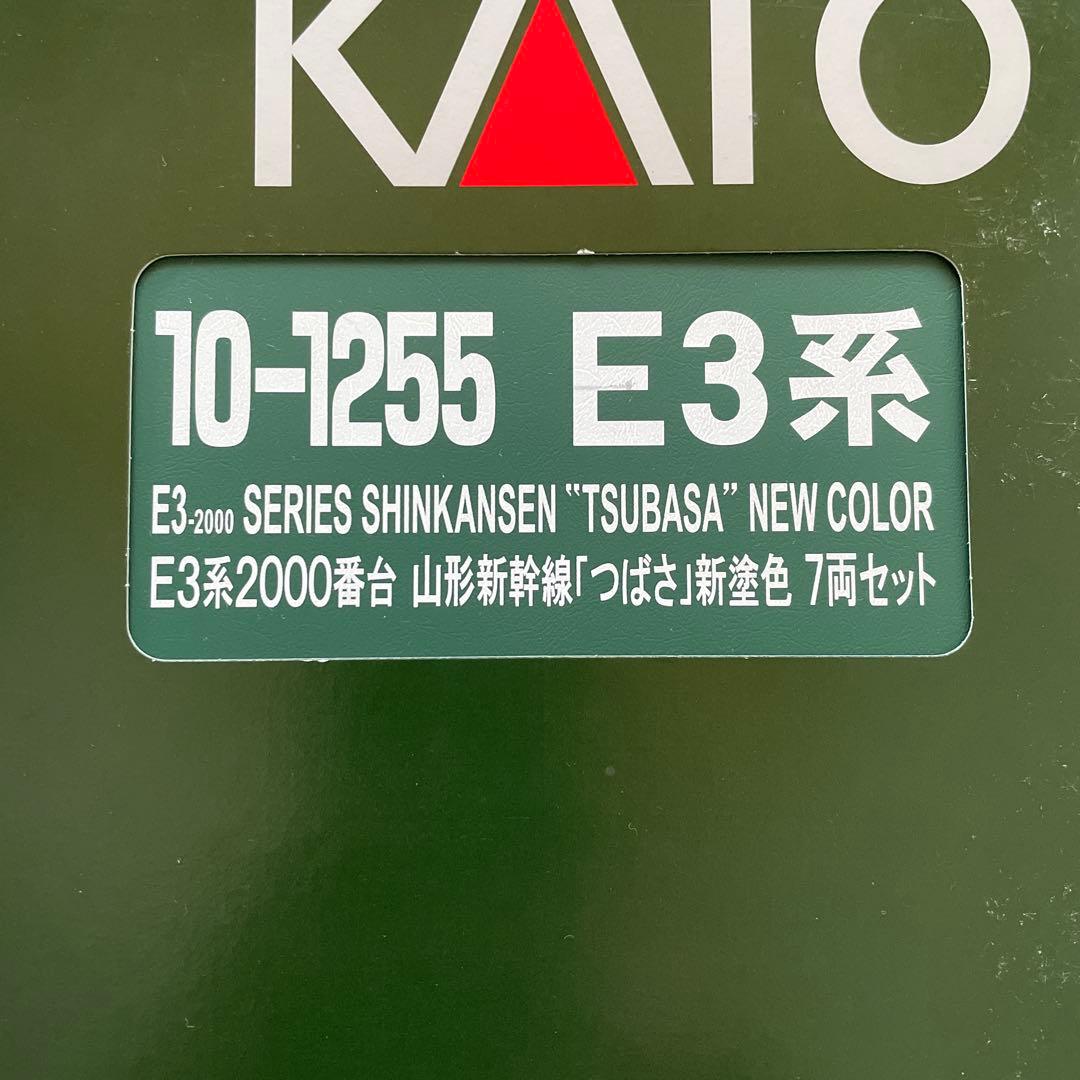 KATO
10-1255 E3系
E3-2000 SERIES SHINKANSEN “TSUBASA” NEW COLOR
E3系2000番台 山形新幹線「つばさ」新塗色 7両セット